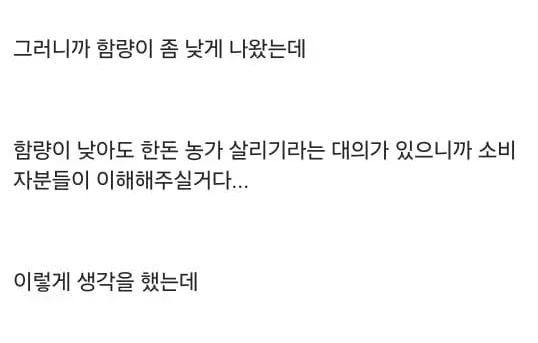 그러니까 함량이 좀 낮게 나왔는데
함량이 낮아도 한돈 농가 살리기라는 대의가 있으니까 소비
자분들이 이해해주실거다...
이렇게 생각을 했는데